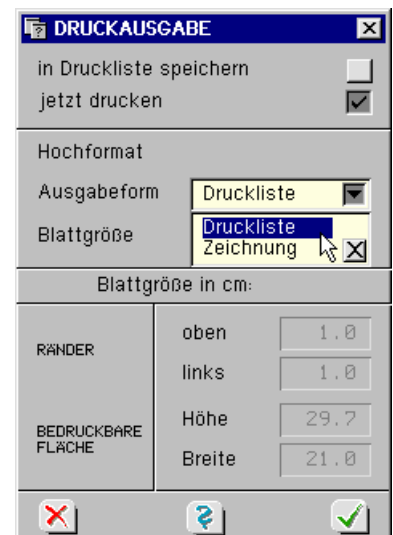 DRUCKAUSGABE
in Druckliste speichern
jetzt drucken
Hochformat
Ausgabeform Druckliste
Blattgröße Druckliste
Zeichnung
Blattgröße in cm:
RÄNDER
oben 1.0
links 1.0
BEDRUCKBARE
FLÄCHE
Höhe 29.7
Breite 21.0